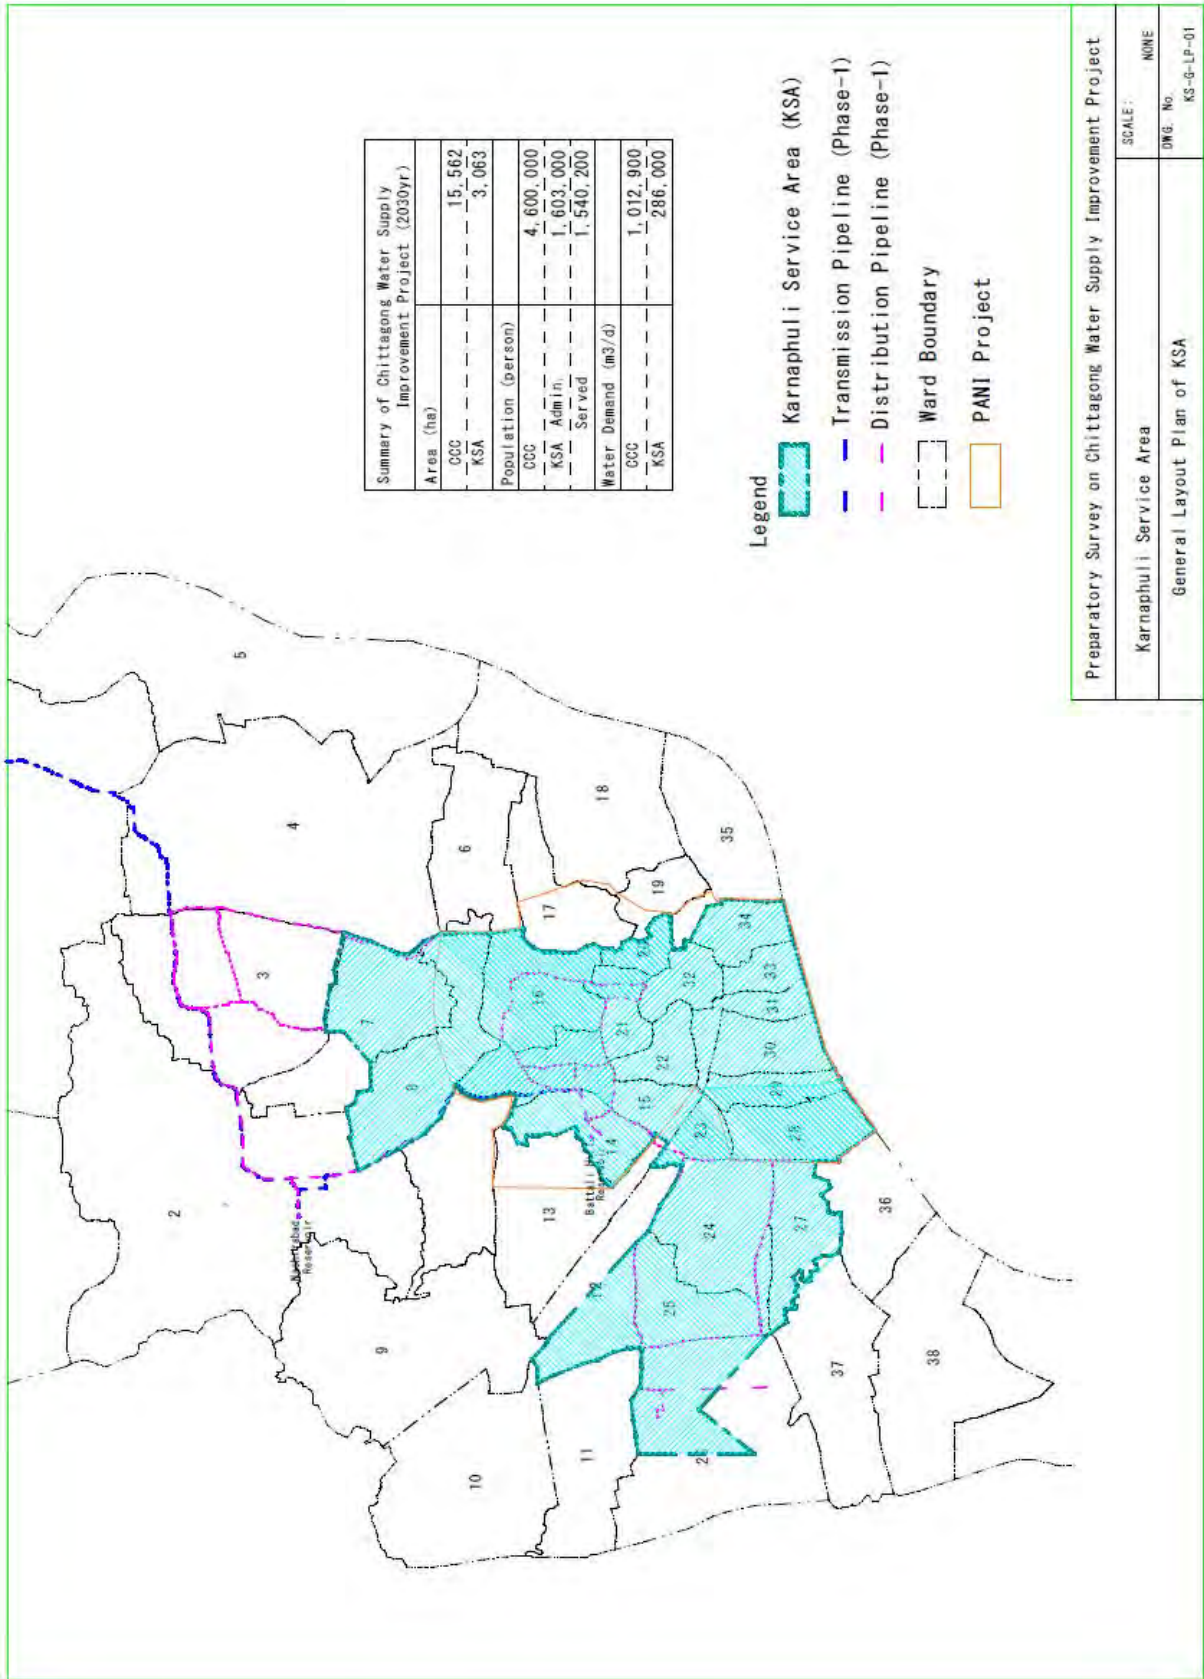 Summary of Chittagong Water Supply
Improvement Project (2030yr)
Area (ha)
CCC 15,562
KSA 3,063
Population (person)
CCC 4,600,000
KSA Admin. 1,603,000
Served 1,540,200
Water Demand (m3/d)
CCC 1,012,900
KSA 286,000
Legend
Karnaphuli Service Area (KSA)
Transmission Pipeline (Phase-1)
Distribution Pipeline (Phase-1)
Ward Boundary
PANI Project
5
4
6
18
35
19
17
3
7
8
16
34
33
32
31
21
22
30
29
15
23
28
14
Battali
2
Nashirabad
Reservoir
13
24
27
36
12
25
9
37
38
11
10
Preparatory Survey on Chittagong Water Supply Improvement Project
Karnaphuli Service Area
SCALE: NONE
General Layout Plan of KSA
DWG. No.
KS-G-LP-01